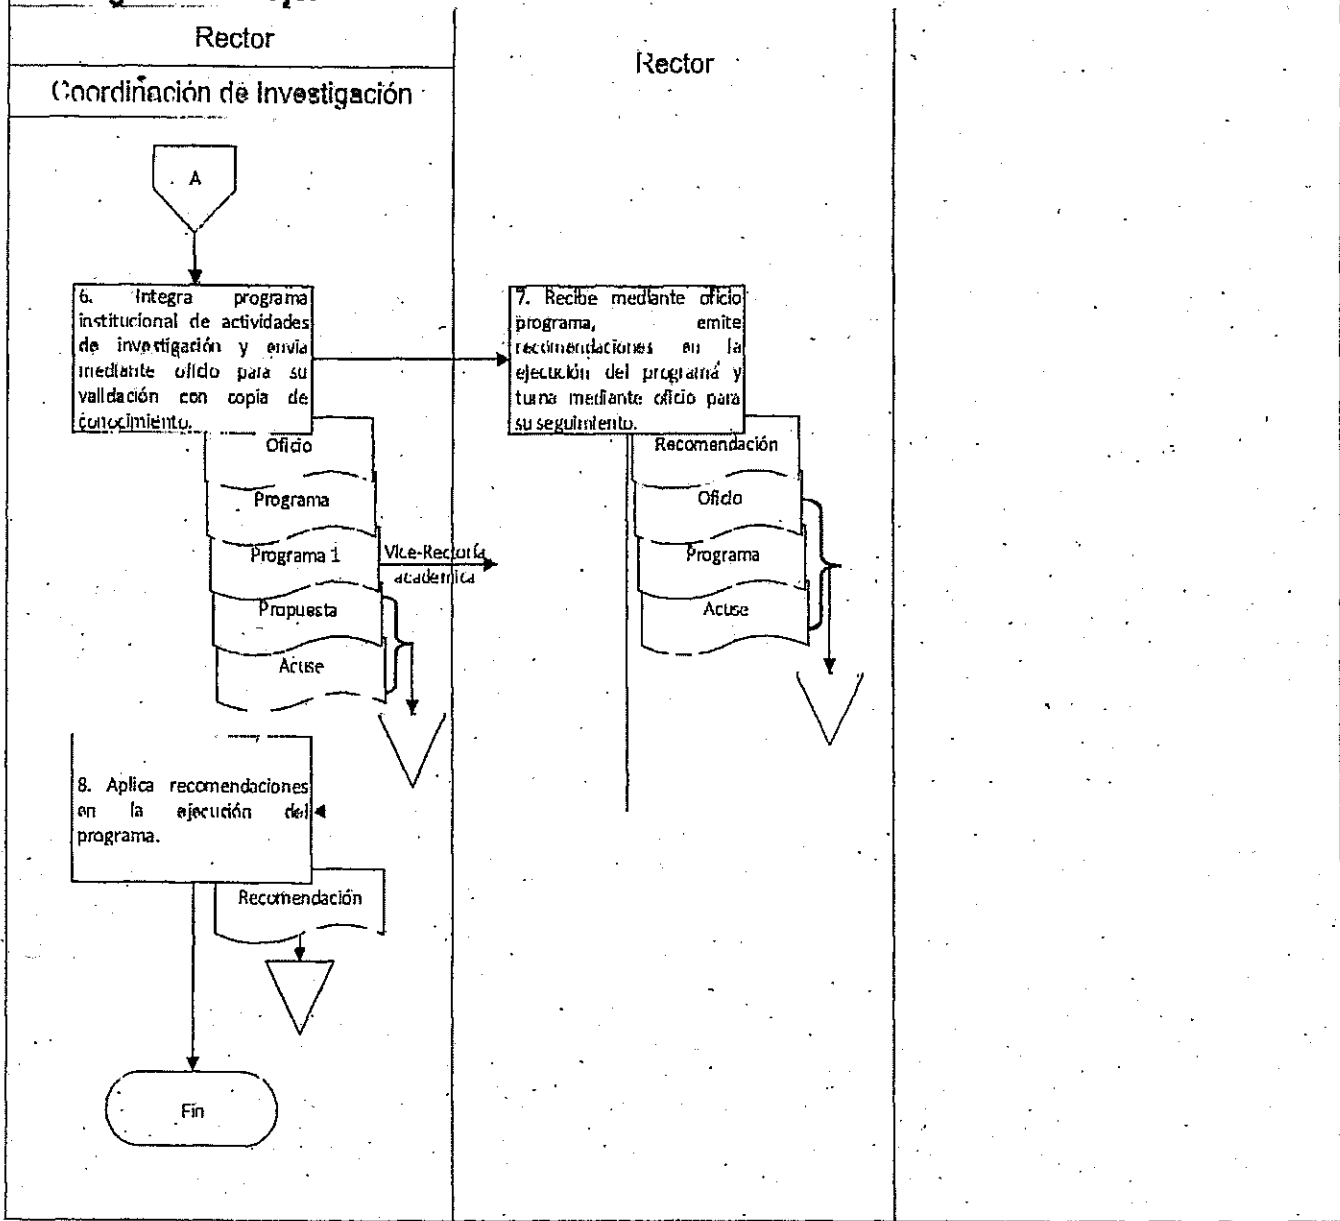 Rector
Coordinación de Investigación
Rector
A
6. Integra programa
institucional de actividades
de investigación y envia
mediante oficio para su
validación con copia de
conocimiento.
Oficio
Programa
Programa 1
Vice-Rectoría
academica
Propuesta
Acuse
7. Recibe mediante oficio
programa, emite
recomendaciones en la
ejecución del programa y
turna mediante oficio para
su seguimiento.
Recomendación
Oficio
Programa
Acuse
8. Aplica recomendaciones
en la ejecución del
programa.
Recomendación
Fin